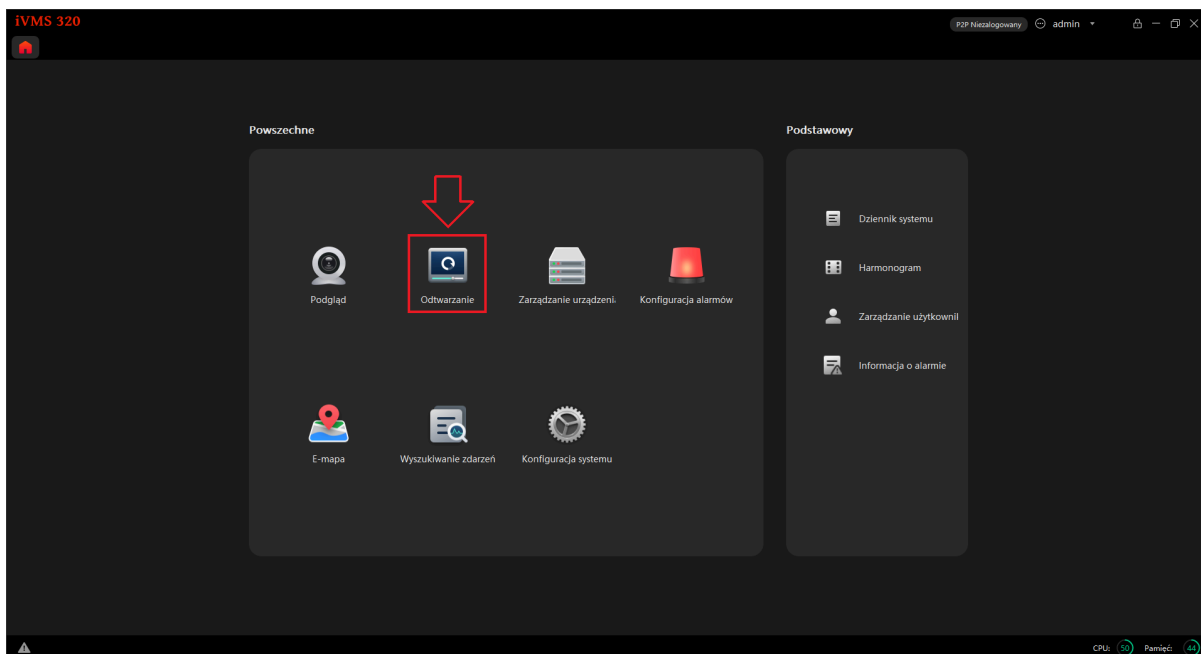 iVMS 320
P2P Niezalogowany
admin
Powszechne
Podstawowy
Podgląd
Odtwarzanie
Zarządzanie urządzeni
Konfiguracja alarmów
E-mapa
Wyszukiwanie zdarzeń
Konfiguracja systemu
Dziennik systemu
Harmonogram
Zarządzanie użytkownil
Informacja o alarmie
CPU: 50 Pamięć: 44